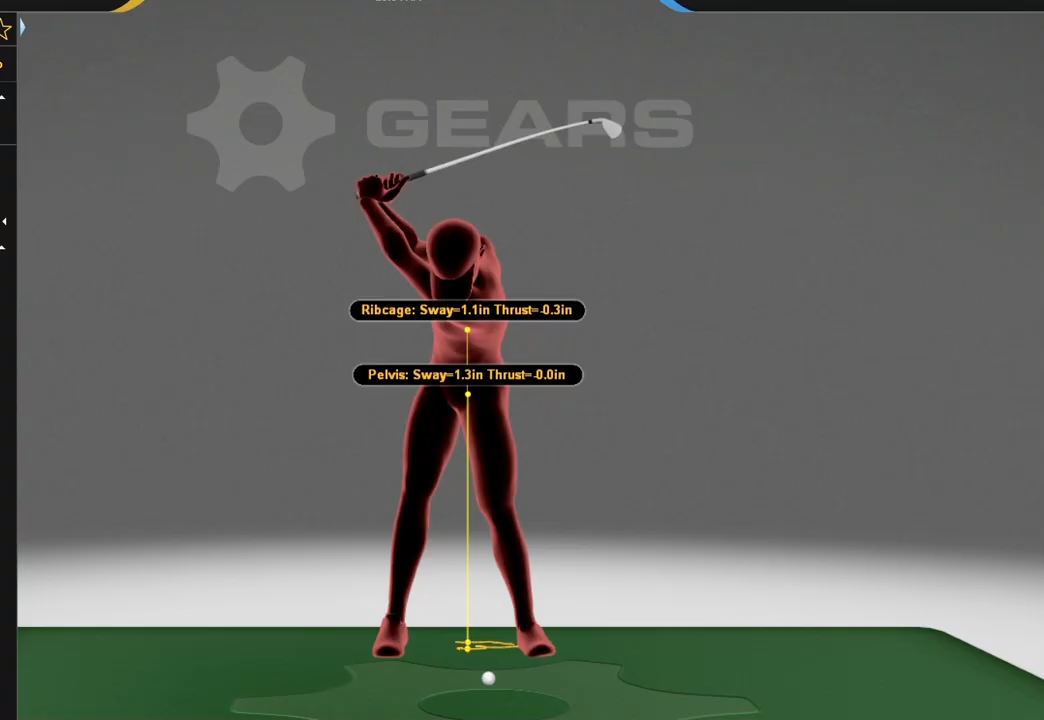 GEARS
Ribcage: Sway=1.1in Thrust=-0.3in
Pelvis: Sway=1.3in Thrust=-0.0in